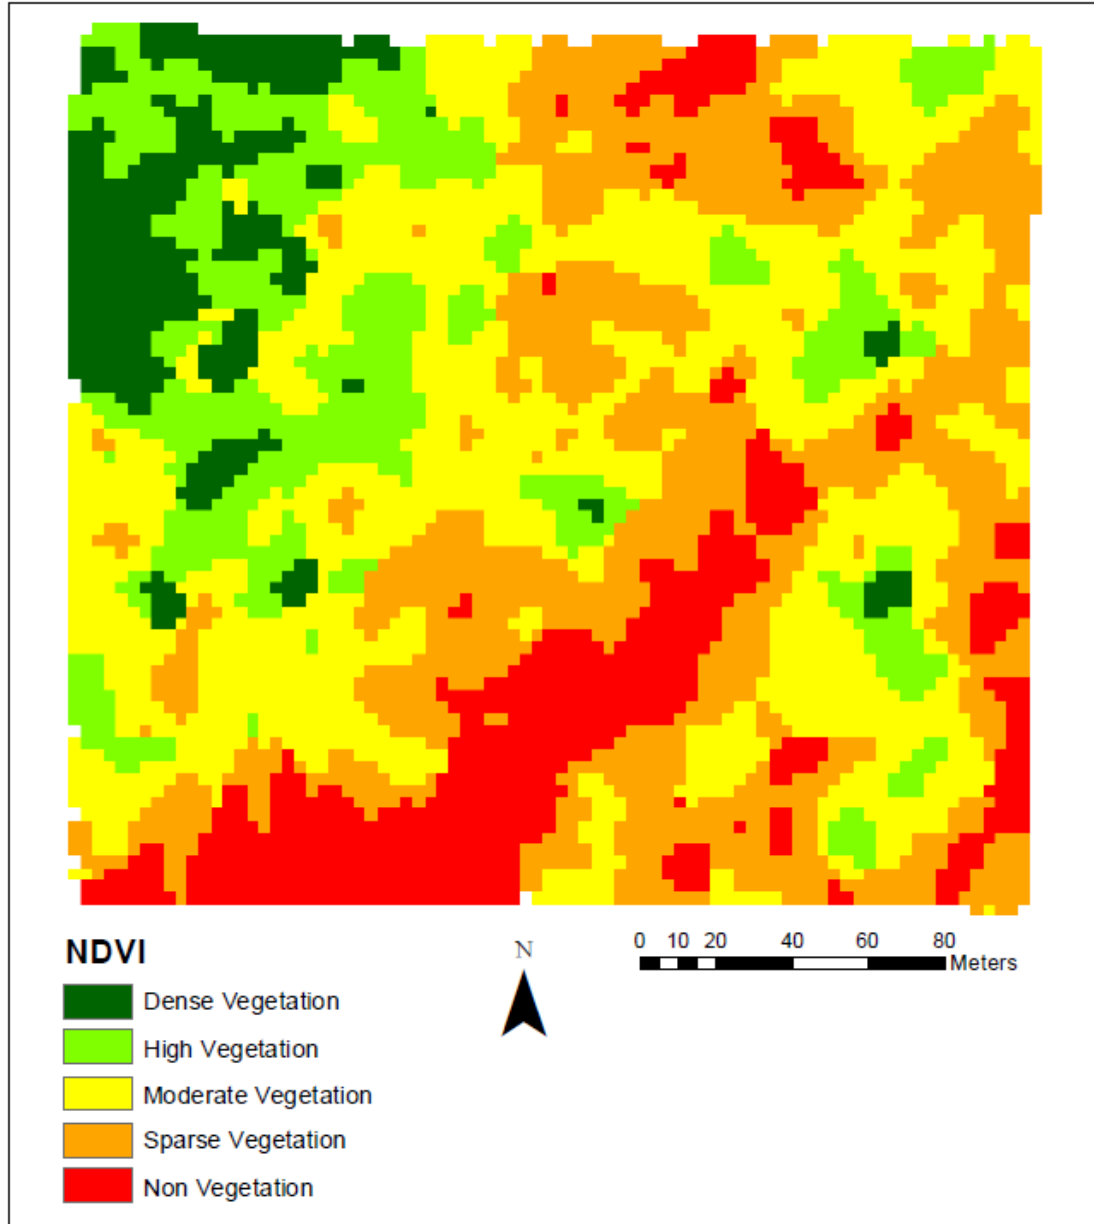 NDVI
Dense Vegetation
High Vegetation
Moderate Vegetation
Sparse Vegetation
Non Vegetation
N
0 10 20 40 60 80
Meters